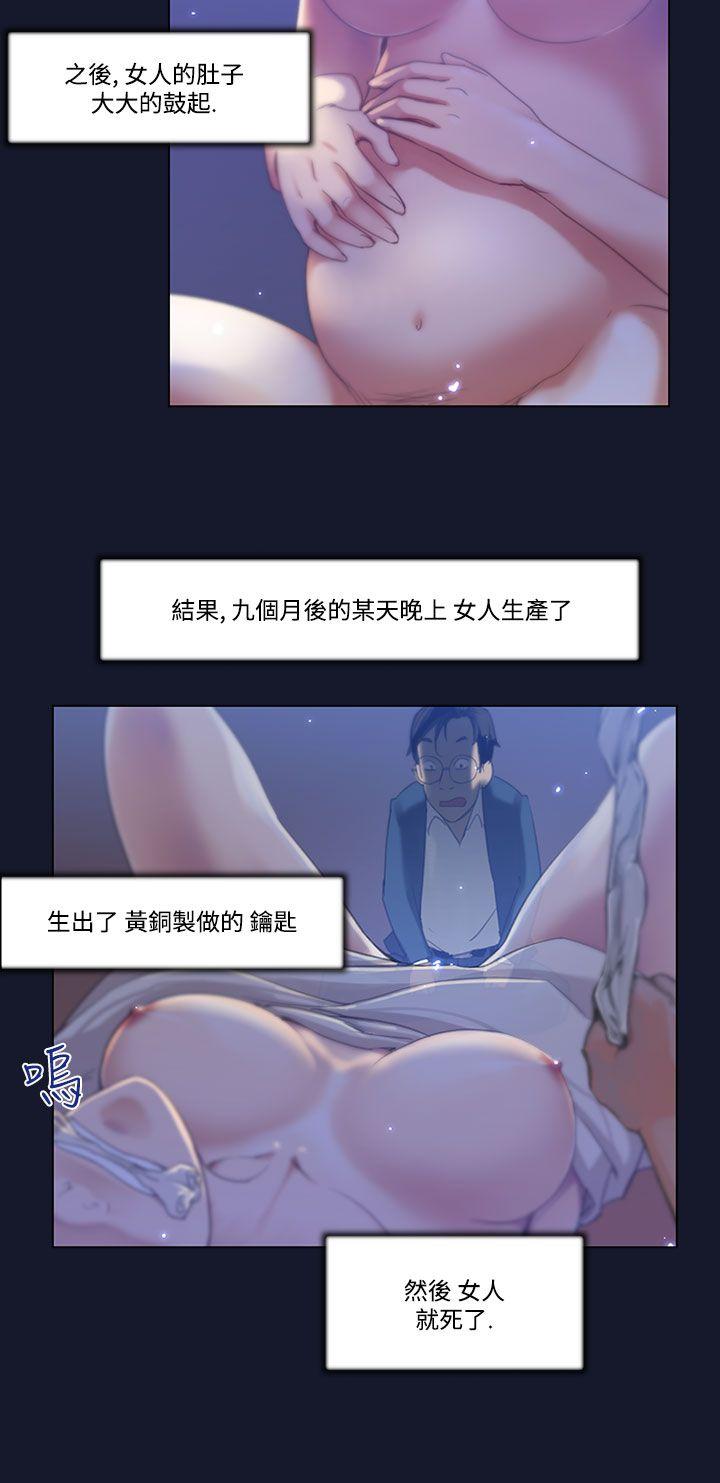 之後, 女人的肚子
大大的鼓起.
結果, 九個月後的某天晚上 女人生產了
生出了 黃銅製做的 鑰匙
嗚
然後 女人
就死了.